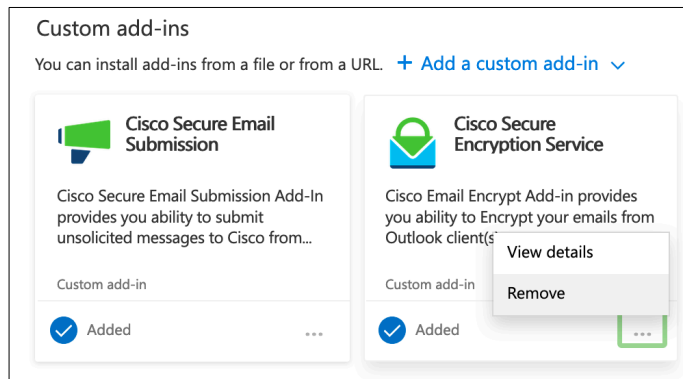 Custom add-ins
You can install add-ins from a file or from a URL. + Add a custom add-in
Cisco Secure Email
Submission
Cisco Secure Email Submission Add-In
provides you ability to submit
unsolicited messages to Cisco from...
Custom add-in
Added
...
Cisco Secure
Encryption Service
Cisco Email Encrypt Add-in provides
you ability to Encrypt your emails from
Outlook client(s
Custom add-in
View details
Remove
Added
...